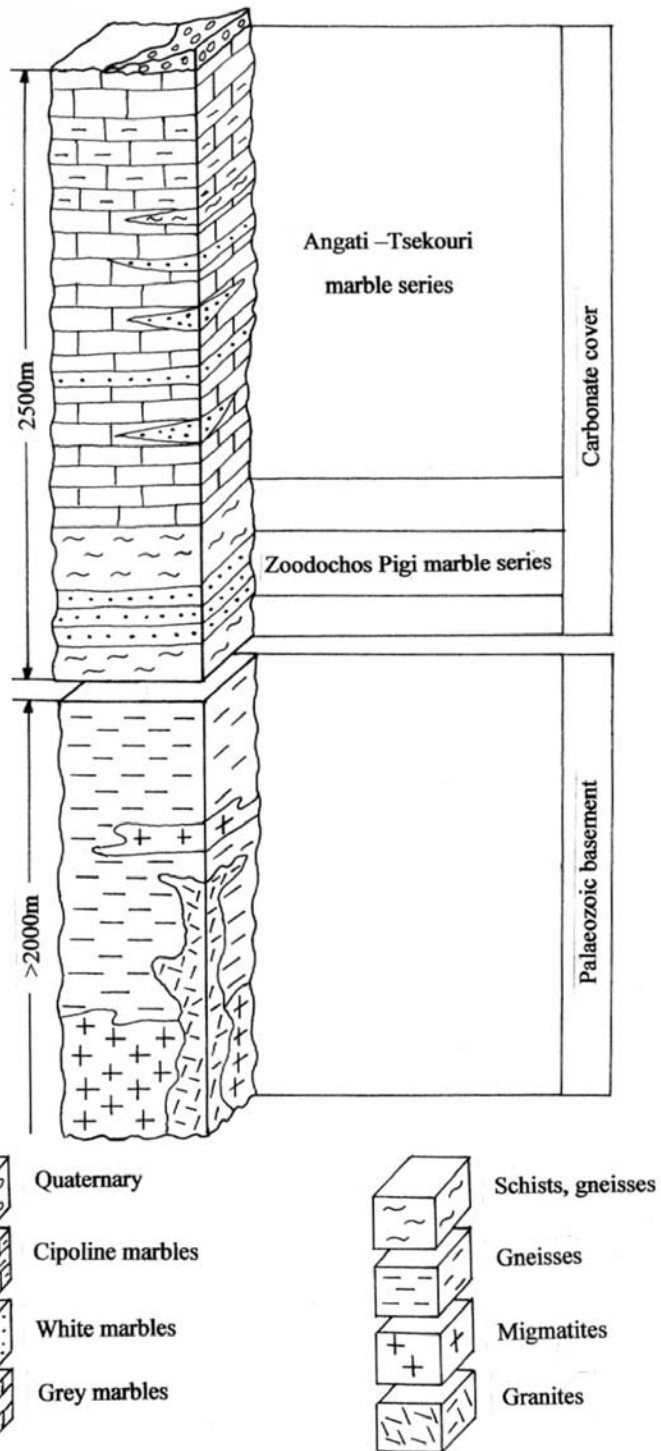 2500m
Angati –Tsekouri
marble series
Carbonate cover
Zoodochos Pigi marble series
>2000m
Palaeozoic basement
Quaternary
Cipoline marbles
White marbles
Grey marbles
Schists, gneisses
Gneisses
Migmatites
Granites